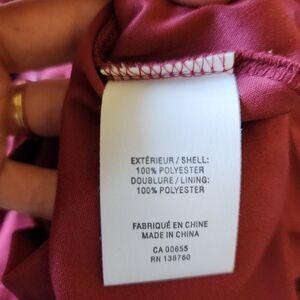 EXTÉRIEUR / SHELL:
100% POLYESTER
DOUBLURE / LINING:
100% POLYESTER
FABRIQUÉ EN CHINE
MADE IN CHINA
CA 00655
RN 138760